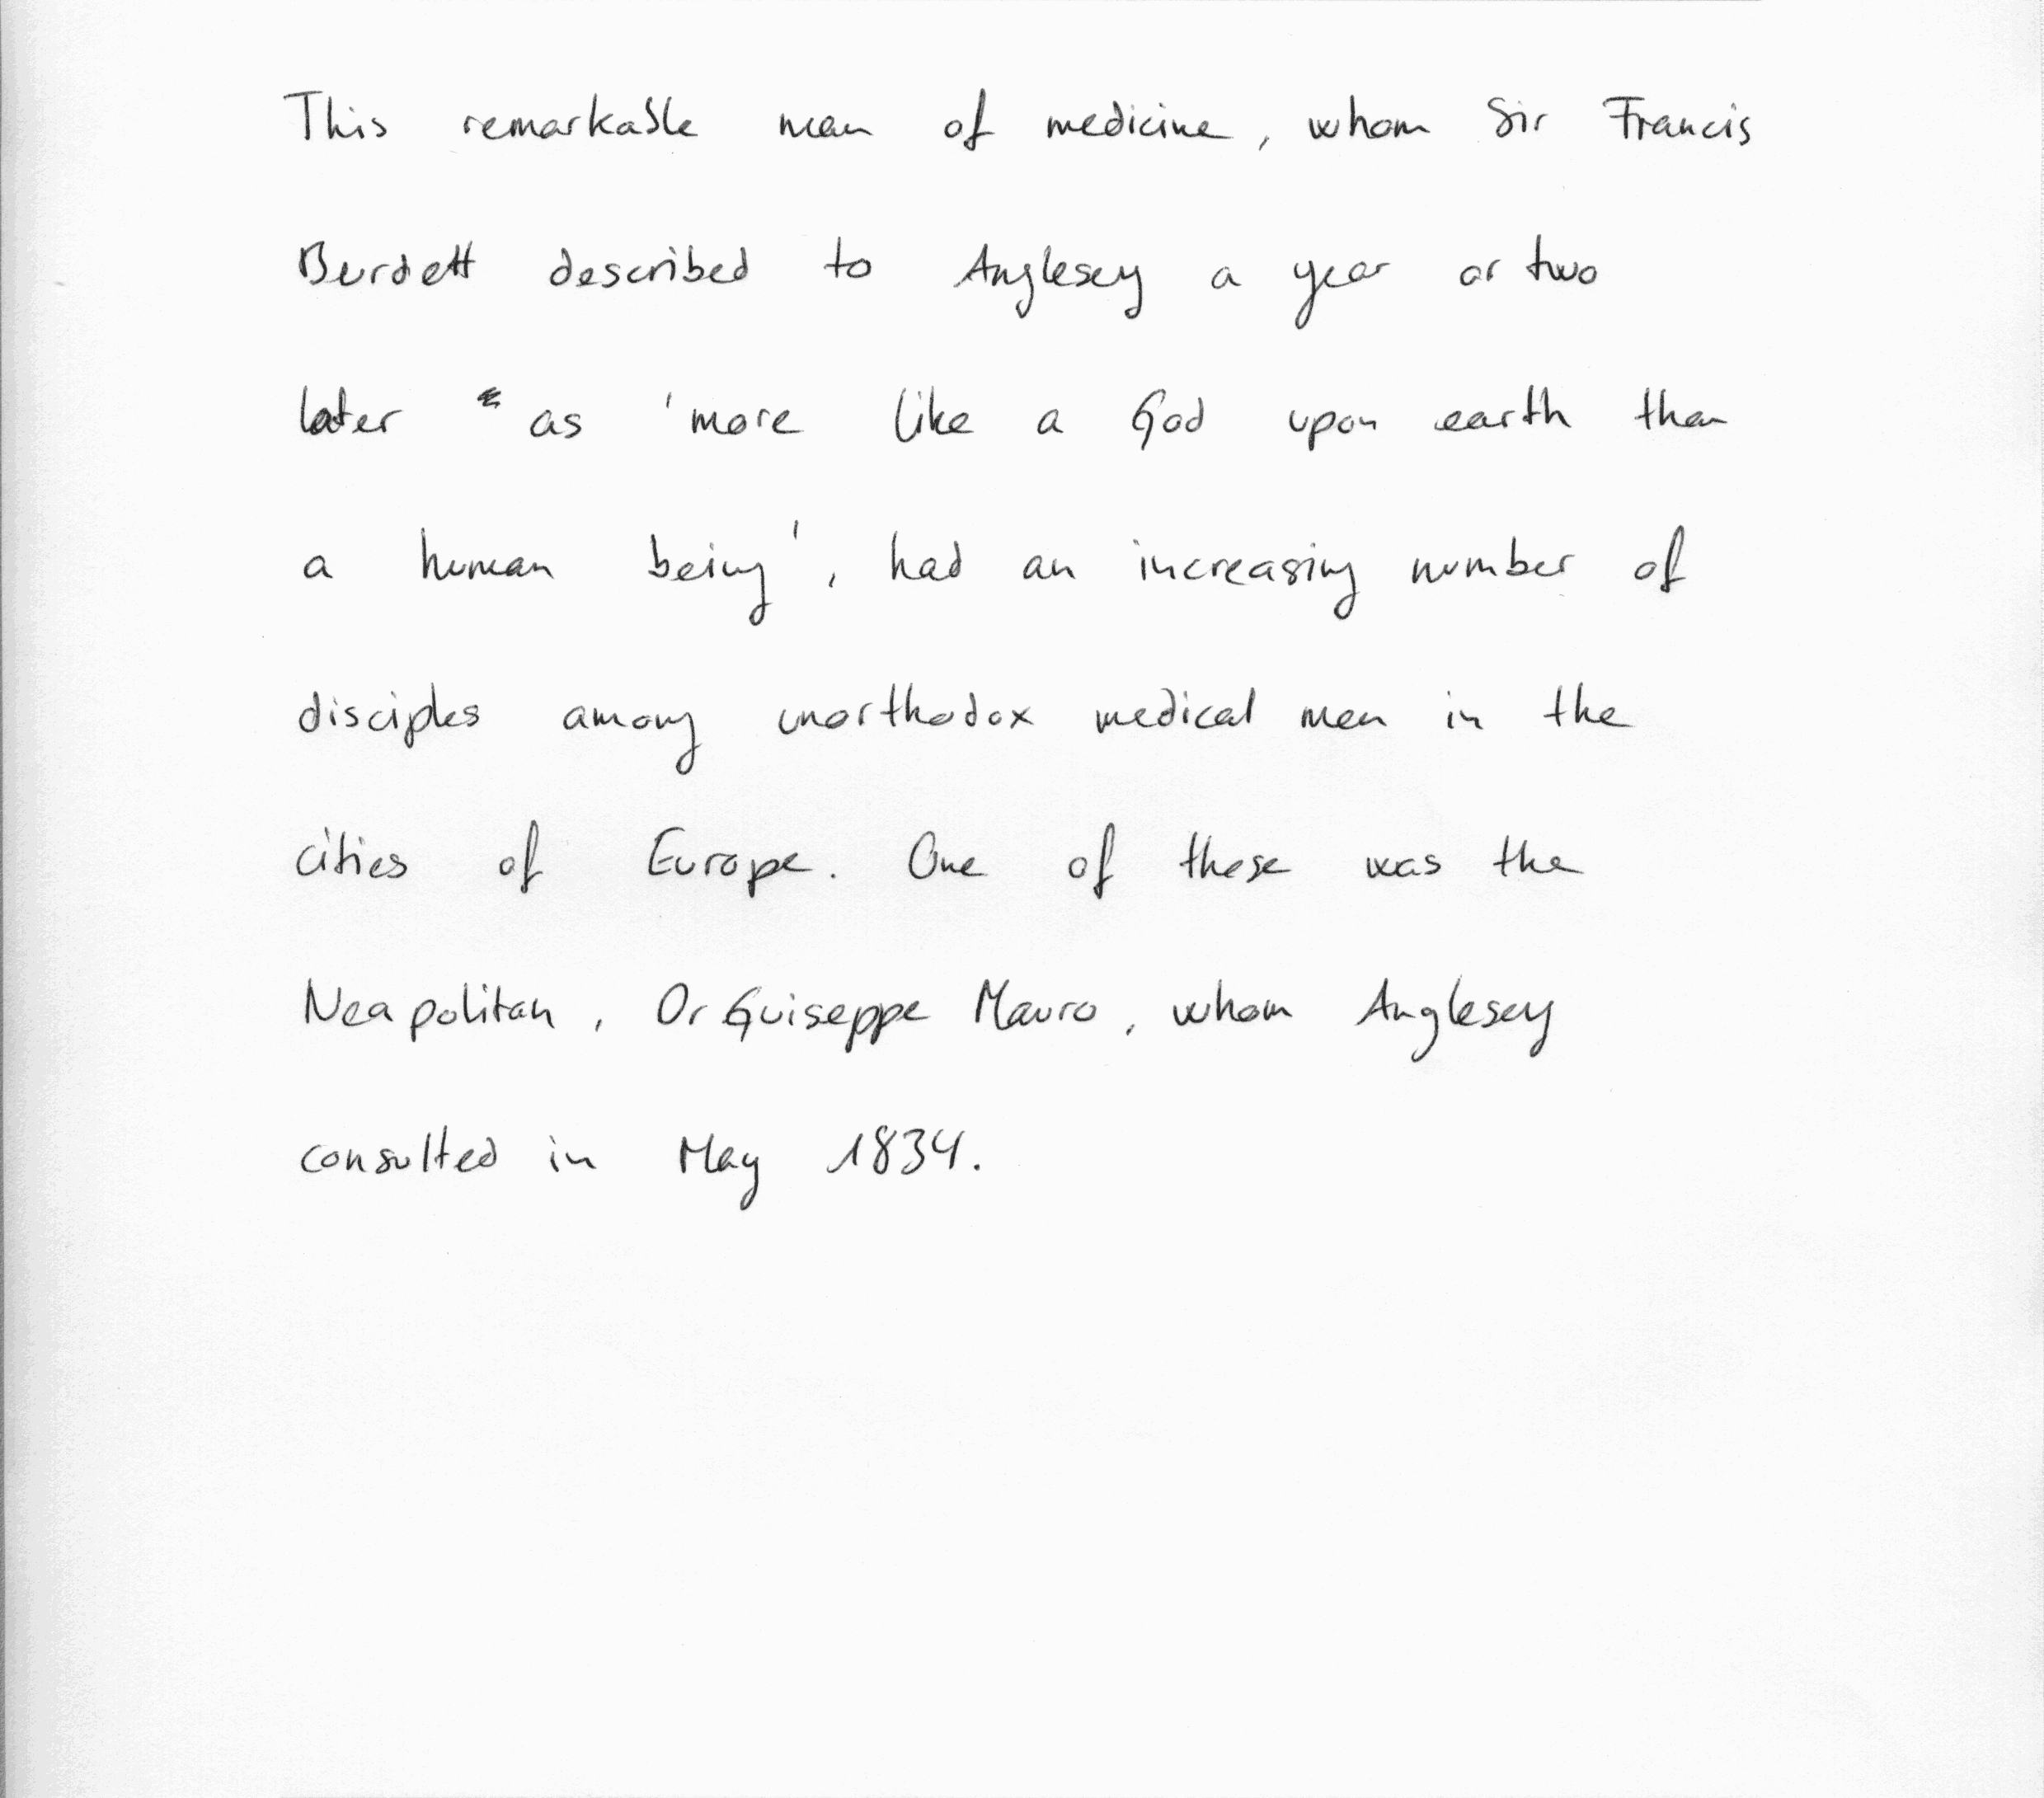 This remarkable man of medicine, whom Sir Francis
Burdett described to Anglesey a year or two
later as 'more like a God upon earth than
a human being', had an increasing number of
disciples among unorthodox medical men in the
cities of Europe. One of these was the
Neapolitan, Dr Guiseppe Mauro, whom Anglesey
consulted in May 1834.